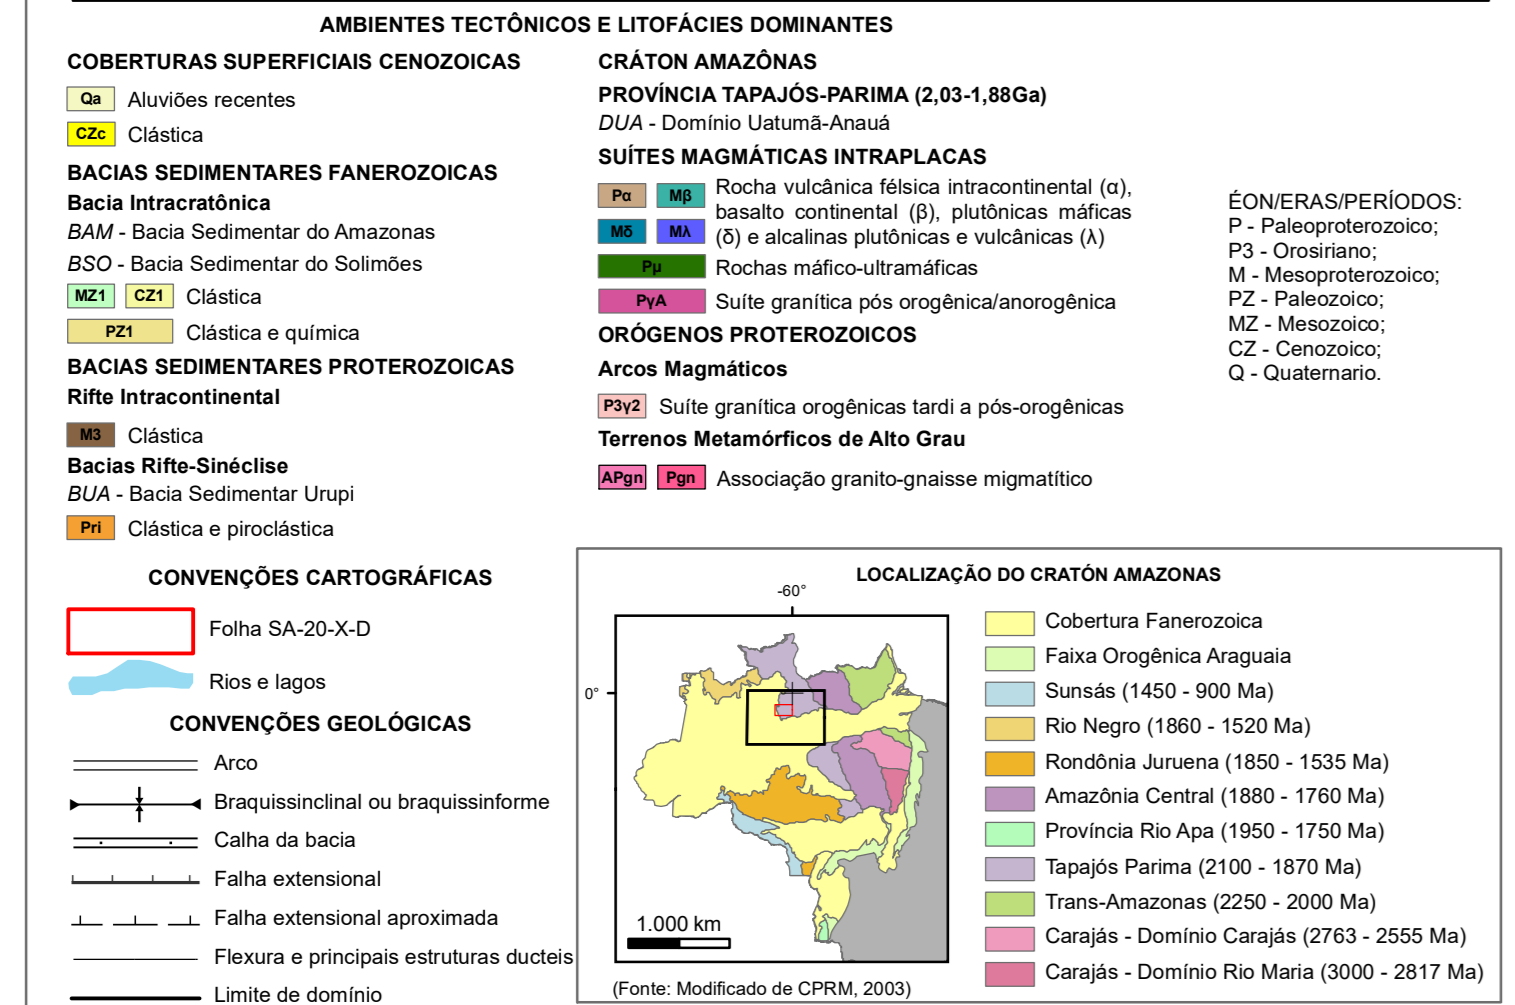 AMBIENTES TECTÔNICOS E LITOFÁCIES DOMINANTES
COBERTURAS SUPERFICIAIS CENOZOICAS
Qa Aluviões recentes
CZc Clástica
BACIAS SEDIMENTARES FANEROZOICAS
Bacia Intracratônica
BAM - Bacia Sedimentar do Amazonas
BSO - Bacia Sedimentar do Solimões
MZ1 CZ1 Clástica
PZ1 Clástica e química
BACIAS SEDIMENTARES PROTEROZOICAS
Rifte Intracontinental
M3 Clástica
Bacias Rifte-Sinéclise
BUA - Bacia Sedimentar Urupi
Pri Clástica e piroclástica
CRÁTON AMAZÔNAS
PROVÍNCIA TAPAJÓS-PARIMA (2,03-1,88Ga)
DUA - Domínio Uatumã-Anauá
SUÍTES MAGMÁTICAS INTRAPLACAS
Pα Mβ Rocha vulcânica félsica intracontinental (α),
basalto continental (β), plutônicas máficas
Mδ Mλ (δ) e alcalinas plutônicas e vulcânicas (λ)
Pμ Rochas máfico-ultramáficas
PγA Suíte granítica pós orogênica/anorogênica
ORÓGENOS PROTEROZOICOS
Arcos Magmáticos
P3γ2 Suíte granítica orogênicas tardi a pós-orogênicas
Terrenos Metamórficos de Alto Grau
APgn Pgn Associação granito-gnaisse migmatítico
ÉON/ERAS/PERÍODOS:
P - Paleoproterozoico;
P3 - Orosiriano;
M - Mesoproterozoico;
PZ - Paleozoico;
MZ - Mesozoico;
CZ - Cenozoico;
Q - Quaternario.
CONVENÇÕES CARTOGRÁFICAS
Folha SA-20-X-D
Rios e lagos
CONVENÇÕES GEOLÓGICAS
Arco
Braquissinclinal ou braquissinforme
Calha da bacia
Falha extensional
Falha extensional aproximada
Flexura e principais estruturas ducteis
Limite de domínio
LOCALIZAÇÃO DO CRATÓN AMAZONAS
-60°
0°
1.000 km
(Fonte: Modificado de CPRM, 2003)
Cobertura Fanerozoica
Faixa Orogênica Araguaia
Sunsás (1450 - 900 Ma)
Rio Negro (1860 - 1520 Ma)
Rondônia Juruena (1850 - 1535 Ma)
Amazônia Central (1880 - 1760 Ma)
Província Rio Apa (1950 - 1750 Ma)
Tapajós Parima (2100 - 1870 Ma)
Trans-Amazonas (2250 - 2000 Ma)
Carajás - Domínio Carajás (2763 - 2555 Ma)
Carajás - Domínio Rio Maria (3000 - 2817 Ma)